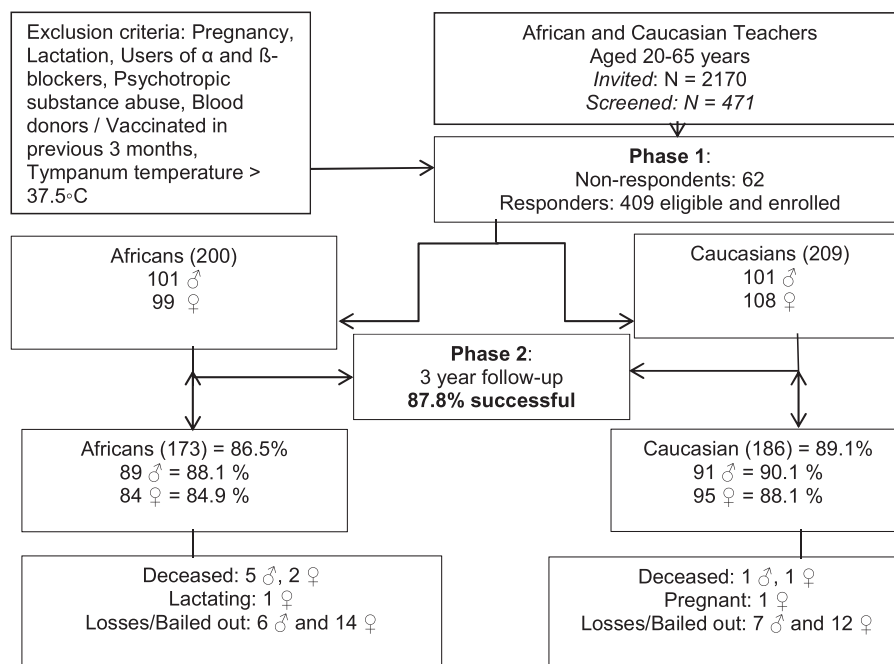 Exclusion criteria: Pregnancy,
Lactation, Users of α and ß-
blockers, Psychotropic
substance abuse, Blood
donors / Vaccinated in
previous 3 months,
Tympanum temperature >
37.5◦C
African and Caucasian Teachers
Aged 20-65 years
Invited: N = 2170
Screened: N = 471
Phase 1:
Non-respondents: 62
Responders: 409 eligible and enrolled
Africans (200)
101 ♂
99 ♀
Caucasians (209)
101 ♂
108 ♀
Phase 2:
3 year follow-up
87.8% successful
Africans (173) = 86.5%
89 ♂ = 88.1 %
84 ♀ = 84.9 %
Caucasian (186) = 89.1%
91 ♂ = 90.1 %
95 ♀ = 88.1 %
Deceased: 5 ♂, 2 ♀
Lactating: 1 ♀
Losses/Bailed out: 6 ♂ and 14 ♀
Deceased: 1 ♂, 1 ♀
Pregnant: 1 ♀
Losses/Bailed out: 7 ♂ and 12 ♀